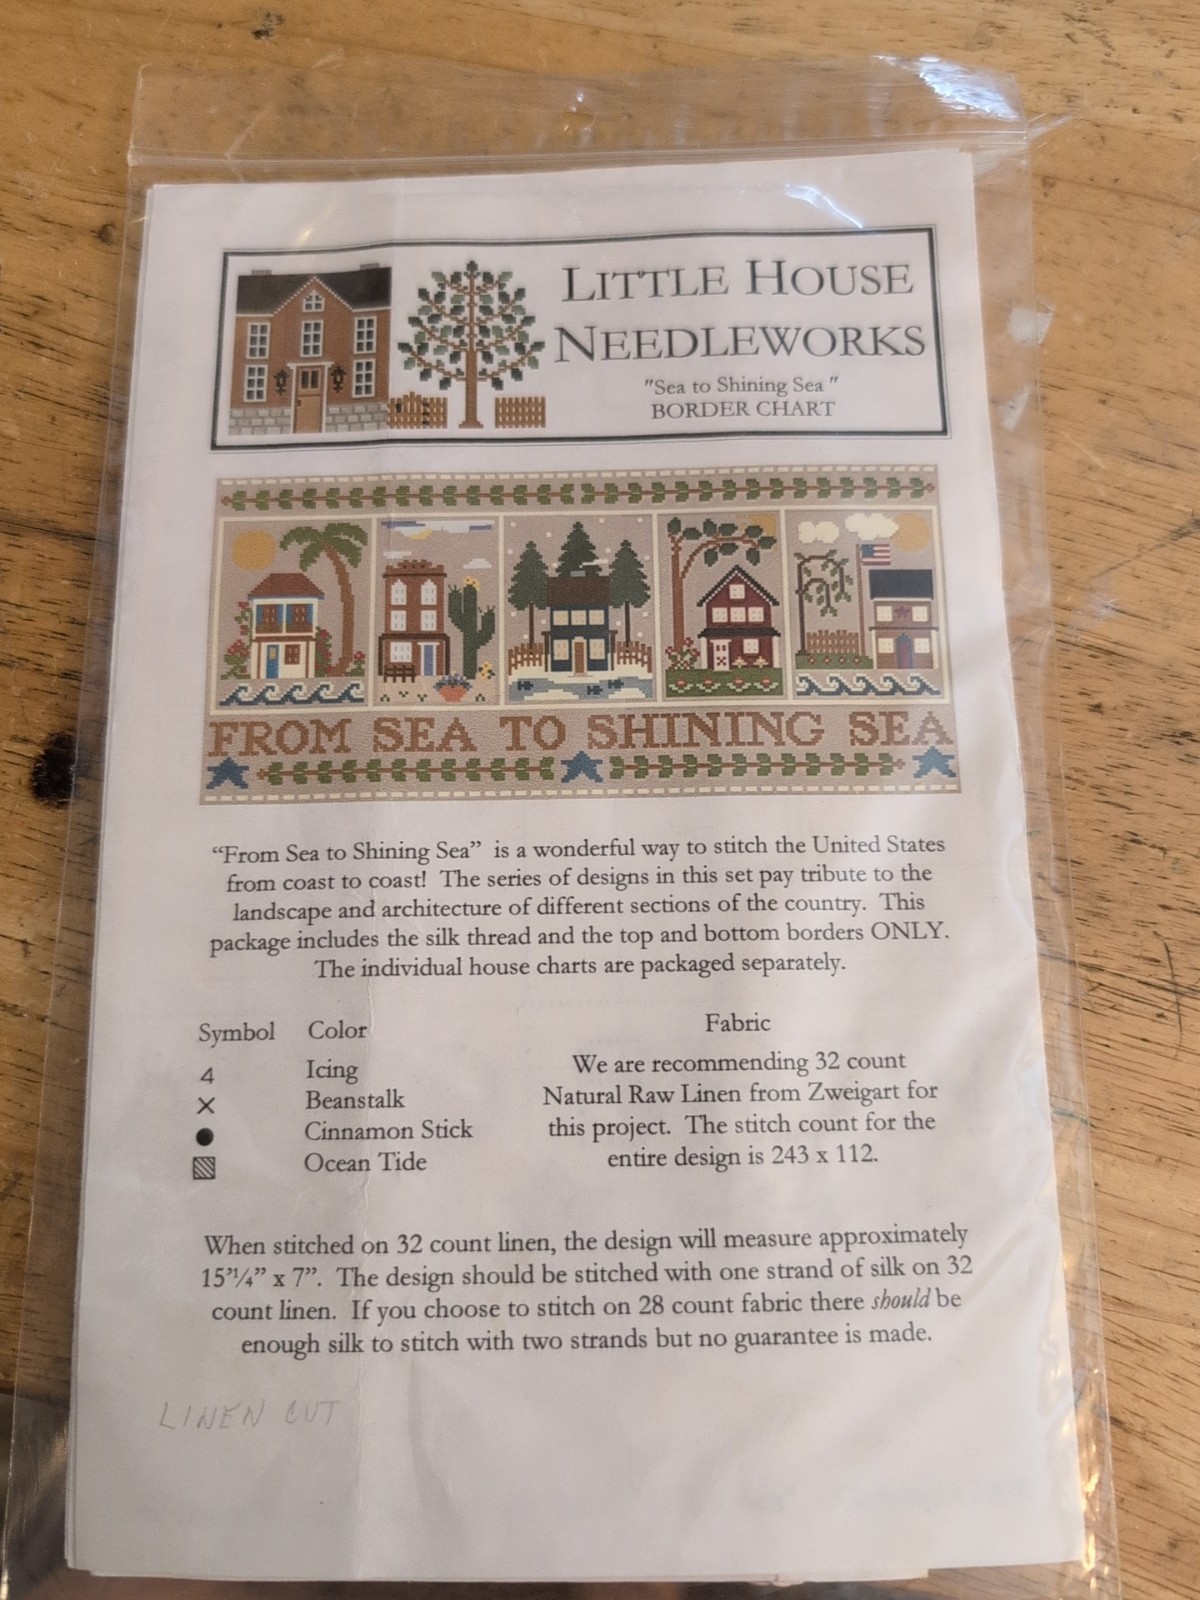 LITTLE HOUSE
NEEDLEWORKS
"Sea to Shining Sea "
BORDER CHART
FROM SEA TO SHINING SEA
“From Sea to Shining Sea” is a wonderful way to stitch the United States
from coast to coast! The series of designs in this set pay tribute to the
landscape and architecture of different sections of the country. This
package includes the silk thread and the top and bottom borders ONLY.
The individual house charts are packaged separately.
Symbol Color Fabric
4 Icing
X Beanstalk
● Cinnamon Stick
▨ Ocean Tide
We are recommending 32 count
Natural Raw Linen from Zweigart for
this project. The stitch count for the
entire design is 243 x 112.
When stitched on 32 count linen, the design will measure approximately
15”¼” x 7”. The design should be stitched with one strand of silk on 32
count linen. If you choose to stitch on 28 count fabric there should be
enough silk to stitch with two strands but no guarantee is made.
LINEN CUT